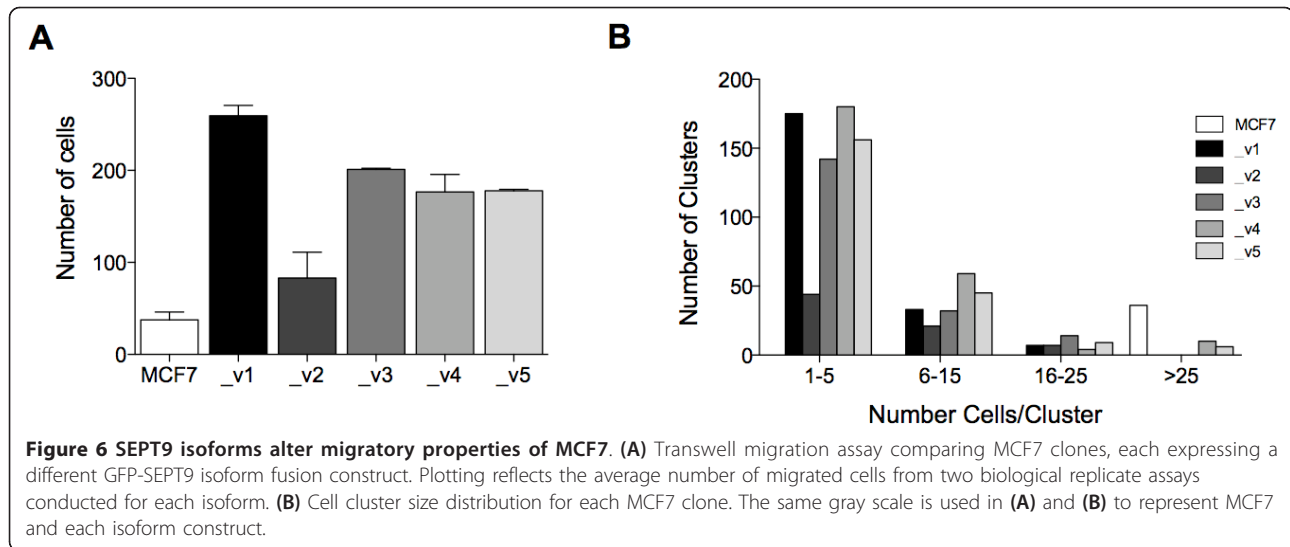 A
Number of cells
300
200
100
0
MCF7 _v1 _v2 _v3 _v4 _v5
B
Number of Clusters
200
150
100
50
0
1-5 6-15 16-25 >25
Number Cells/Cluster
MCF7
_v1
_v2
_v3
_v4
_v5
Figure 6 SEPT9 isoforms alter migratory properties of MCF7. (A) Transwell migration assay comparing MCF7 clones, each expressing a
different GFP-SEPT9 isoform fusion construct. Plotting reflects the average number of migrated cells from two biological replicate assays
conducted for each isoform. (B) Cell cluster size distribution for each MCF7 clone. The same gray scale is used in (A) and (B) to represent MCF7
and each isoform construct.